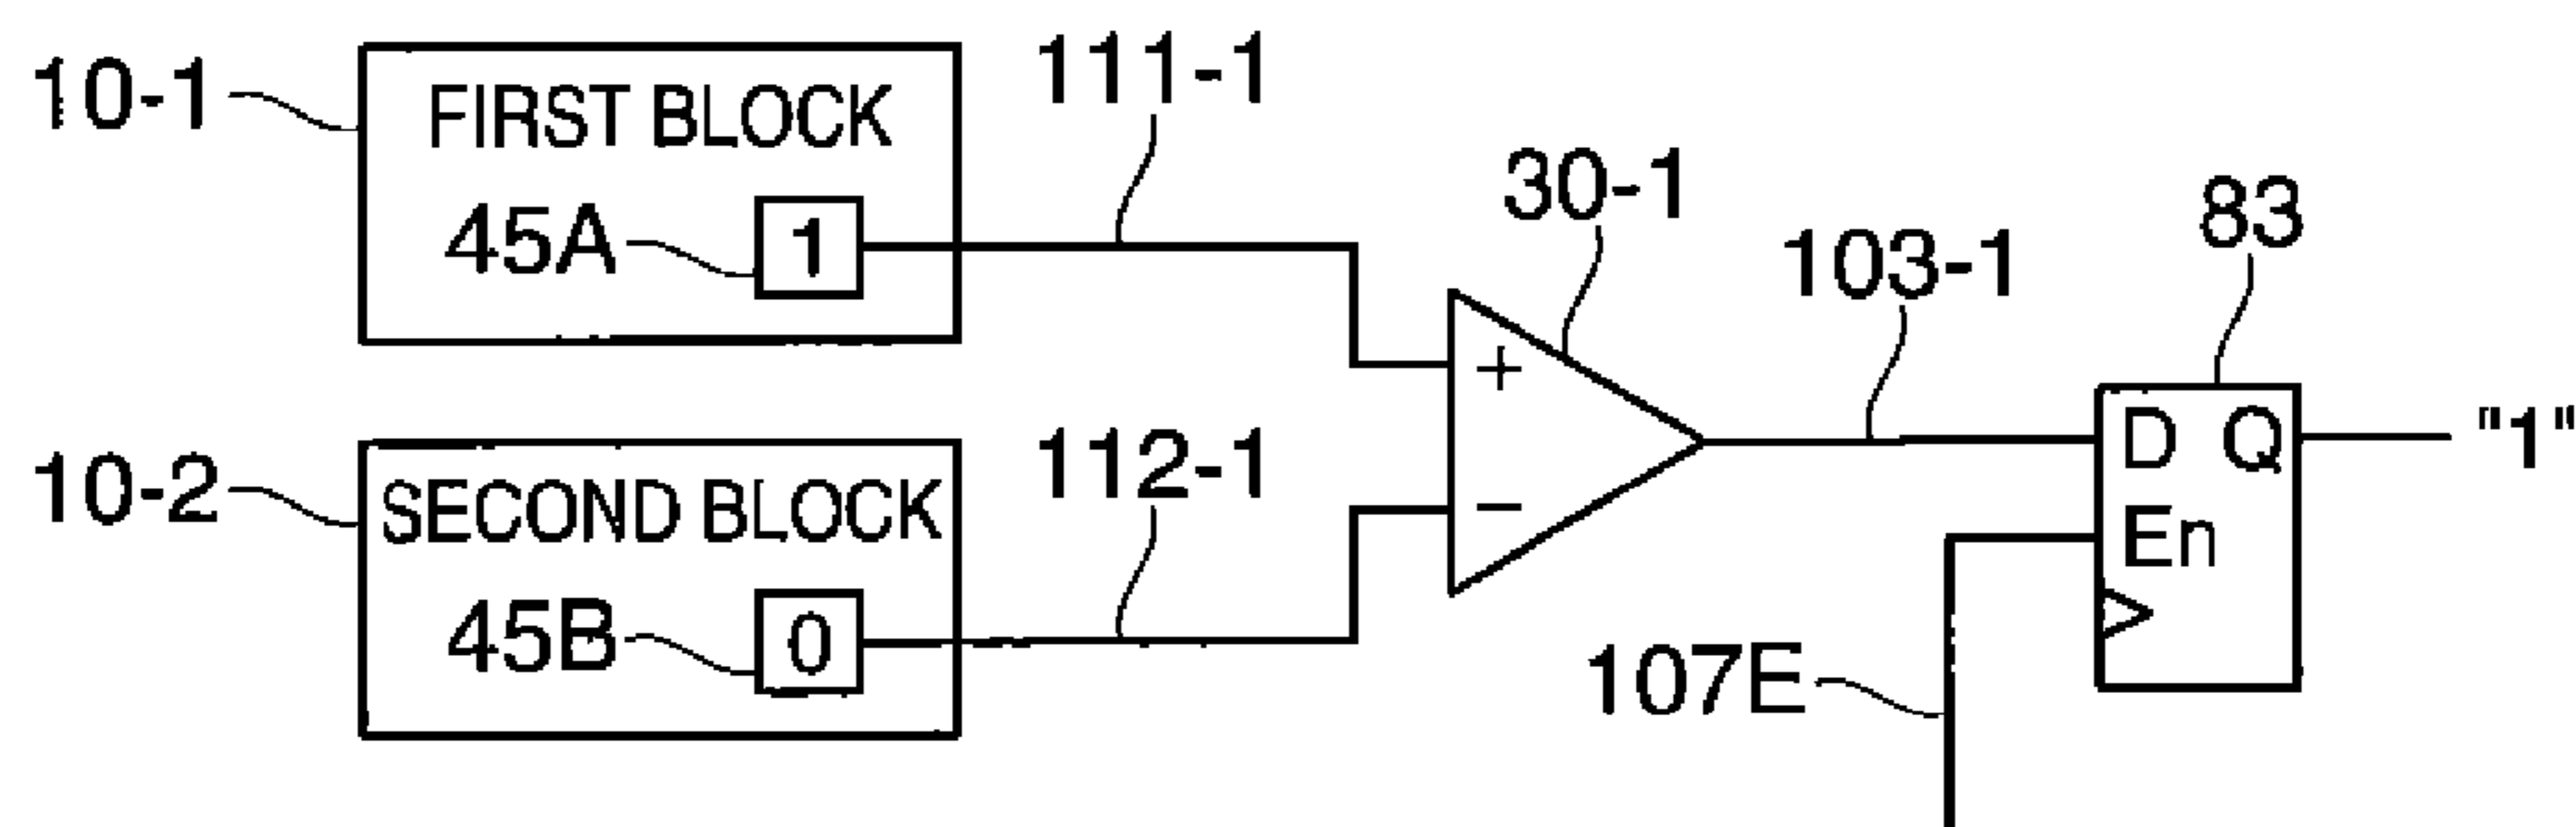 10-1
FIRST BLOCK
45A
1
111-1
30-1
103-1
83
10-2
SECOND BLOCK
45B
0
112-1
+
−
D Q
En
"1"
107E